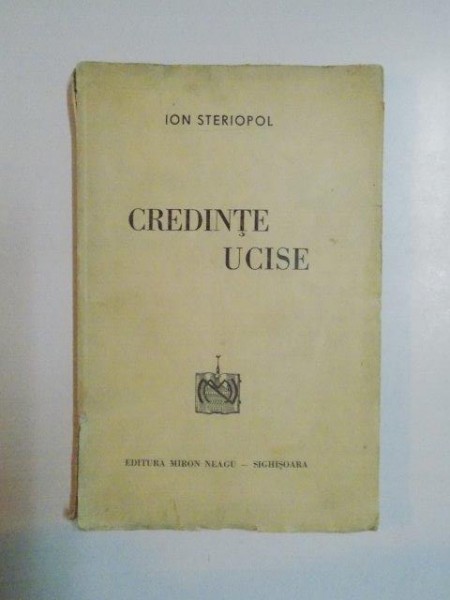 ION STERIOPOL
CREDINȚE
UCISE
EDITURA MIRON NEAGU — SIGHIȘOARA